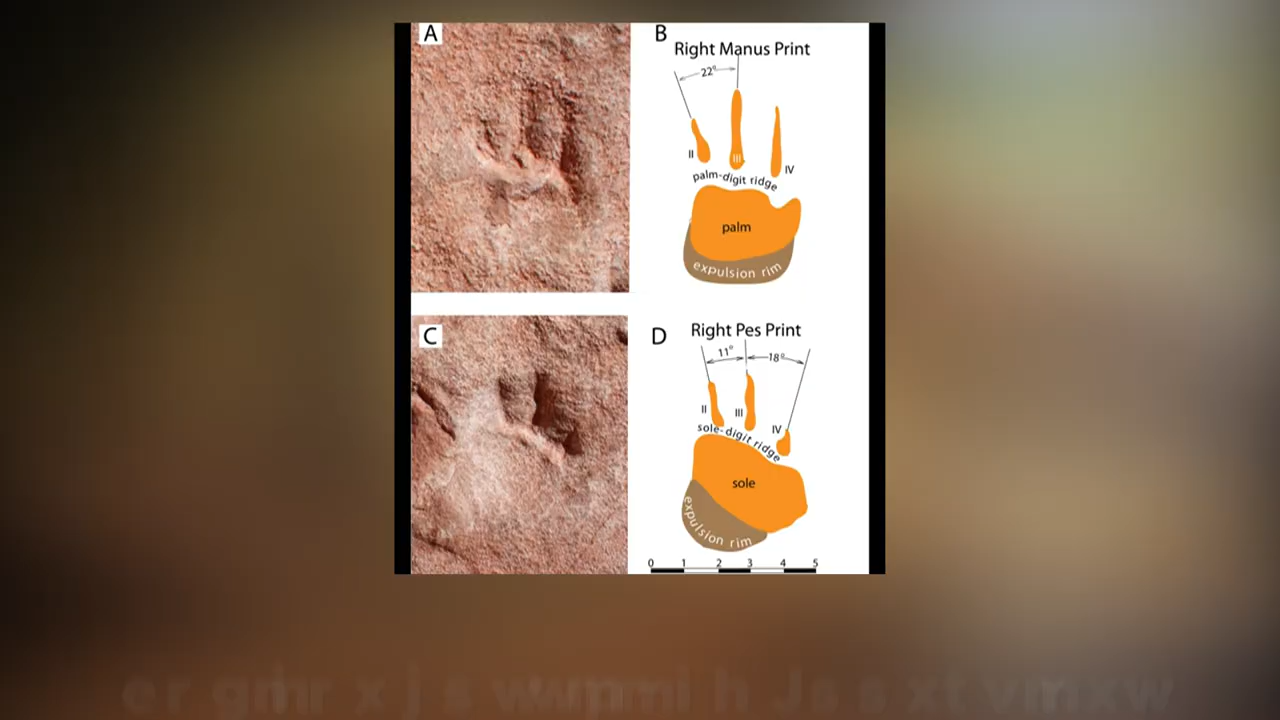 A
B
Right Manus Print
22°
II
III
IV
palm-digit ridge
palm
expulsion rim
C
D
Right Pes Print
11°
18°
II
III
IV
sole-digit ridge
sole
expulsion rim
0 1 2 3 4 5